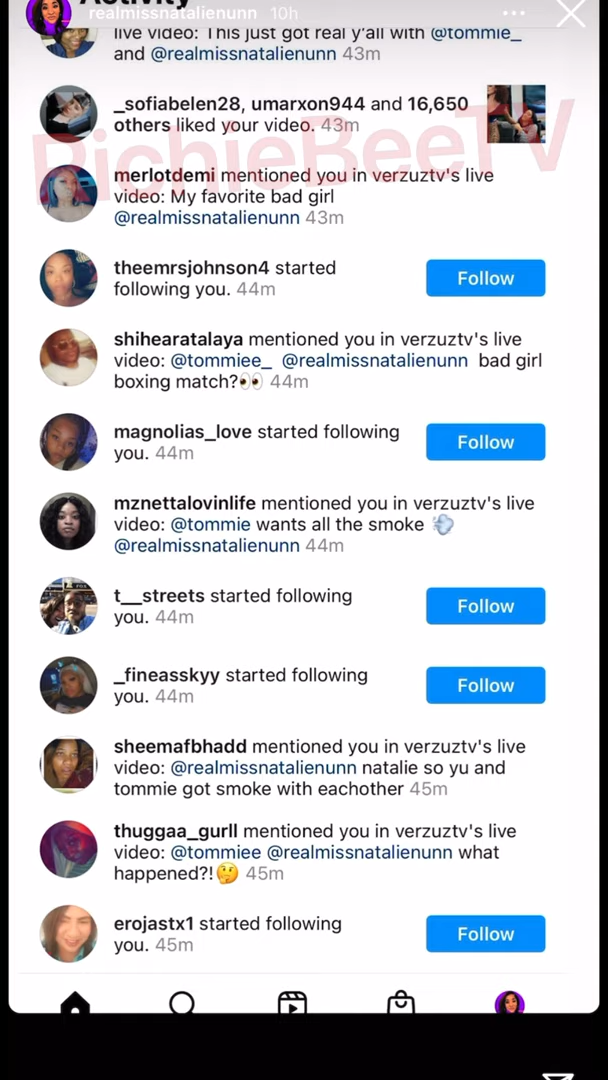 Activity
realmissnatalienunn 10h
live video: This just got real y'all with @tommie_
and @realmissnatalienunn 43m
_sofiabelen28, umarxon944 and 16,650
others liked your video. 43m
RichieBeeTV
merlotdemi mentioned you in verzuztv's live
video: My favorite bad girl
@realmissnatalienunn 43m
theemrsjohnson4 started
following you. 44m
Follow
shihearatalaya mentioned you in verzuztv's live
video: @tommiee_ @realmissnatalienunn bad girl
boxing match?👀 44m
magnolias_love started following
you. 44m
Follow
mznettalovinlife mentioned you in verzuztv's live
video: @tommie wants all the smoke 💨
@realmissnatalienunn 44m
t__streets started following
you. 44m
Follow
_fineasskyy started following
you. 44m
Follow
sheemafbhadd mentioned you in verzuztv's live
video: @realmissnatalienunn natalie so yu and
tommie got smoke with eachother 45m
thuggaa_gurll mentioned you in verzuztv's live
video: @tommiee @realmissnatalienunn what
happened?!🤔 45m
erojastx1 started following
you. 45m
Follow